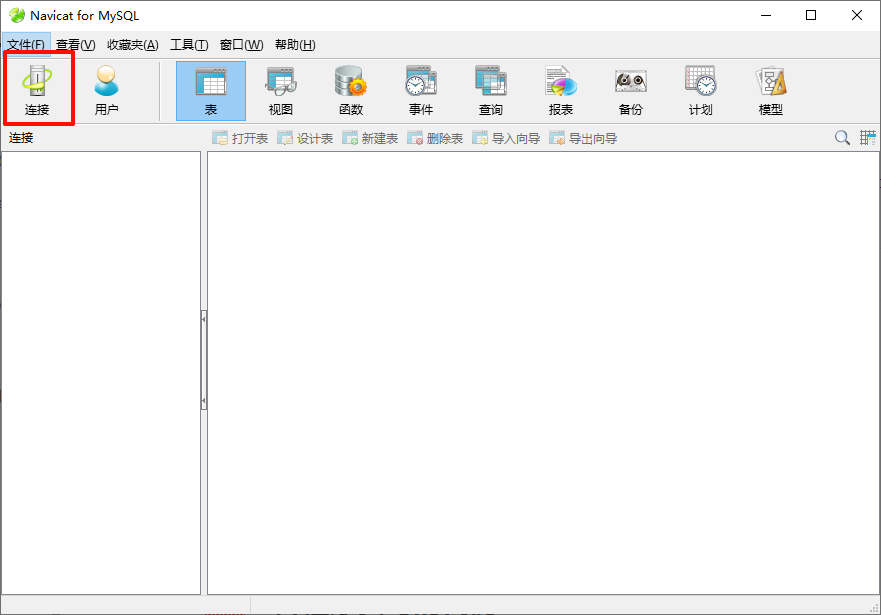 Navicat for MySQL
文件(F) 查看(V) 收藏夹(A) 工具(T) 窗口(W) 帮助(H)
连接 用户 表 视图 函数 事件 查询 报表 备份 计划 模型
连接 打开表 设计表 新建表 删除表 导入向导 导出向导